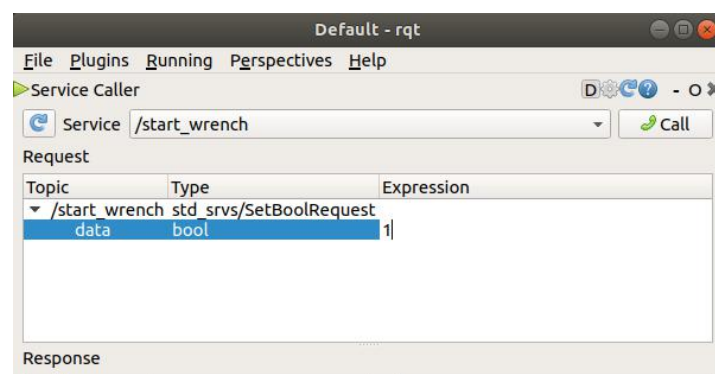 Default - rqt
File Plugins Running Perspectives Help
Service Caller D - O
Service /start_wrench Call
Request
Topic Type Expression
/start_wrench std_srvs/SetBoolRequest
data bool 1
Response